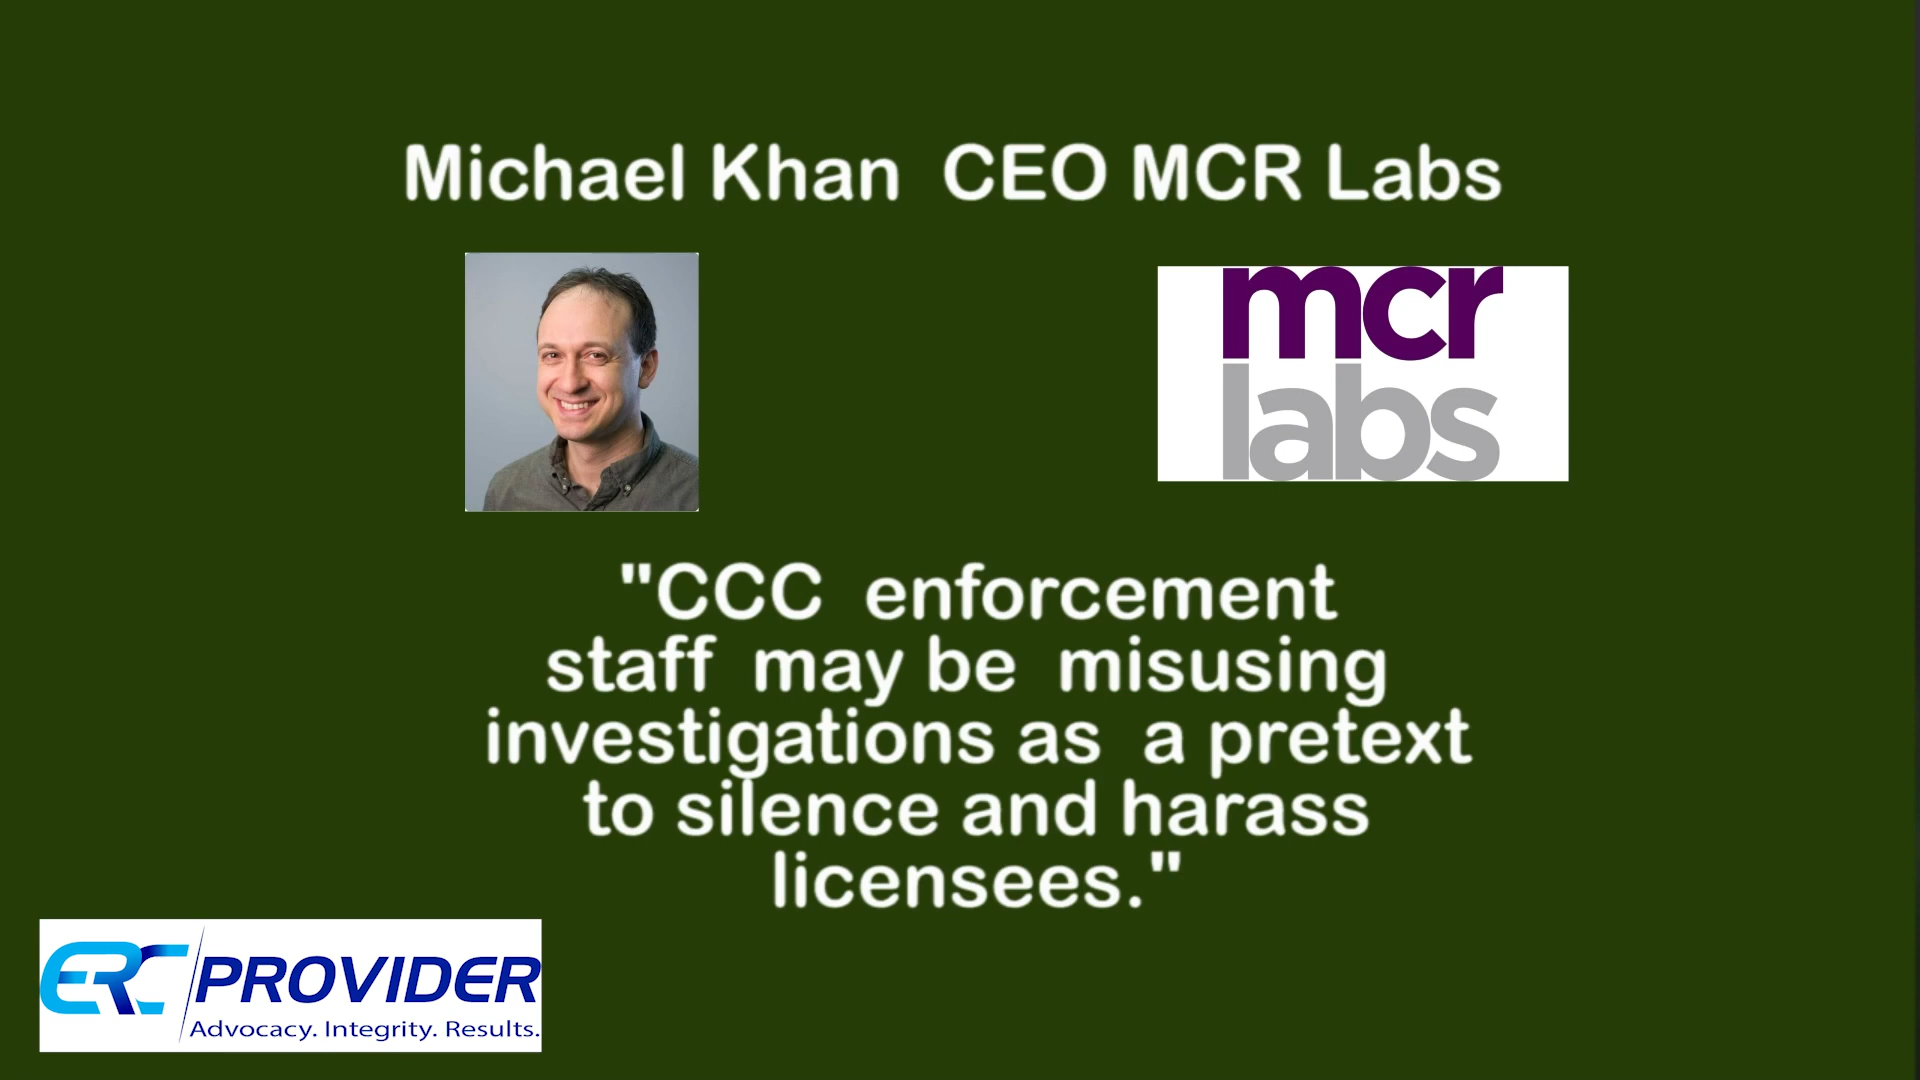 Michael Khan CEO MCR Labs
mcr
labs
"CCC enforcement
staff may be misusing
investigations as a pretext
to silence and harass
licensees."
ERC PROVIDER
Advocacy. Integrity. Results.